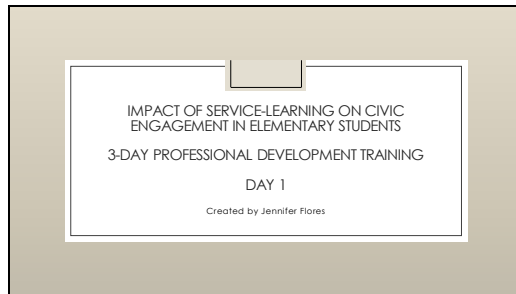 IMPACT OF SERVICE-LEARNING ON CIVIC
ENGAGEMENT IN ELEMENTARY STUDENTS
3-DAY PROFESSIONAL DEVELOPMENT TRAINING
DAY 1
Created by Jennifer Flores